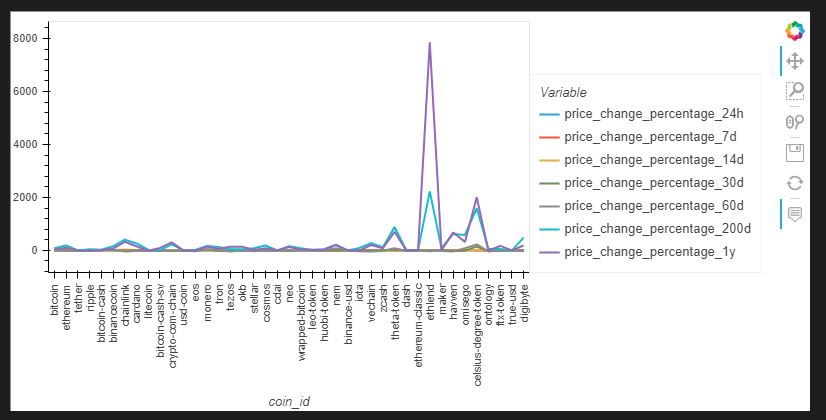 8000
6000
4000
2000
0
Variable
price_change_percentage_24h
price_change_percentage_7d
price_change_percentage_14d
price_change_percentage_30d
price_change_percentage_60d
price_change_percentage_200d
price_change_percentage_1y
bitcoin
ethereum
tether
ripple
bitcoin-cash
binancecoin
chainlink
cardano
litecoin
bitcoin-cash-sv
crypto-com-chain
usd-coin
eos
monero
tron
tezos
okb
stellar
cosmos
cdai
neo
wrapped-bitcoin
leo-token
huobi-token
nem
binance-usd
iota
vechain
zcash
theta-token
dash
ethereum-classic
ethlend
maker
havven
omisego
celsius-degree-token
ontology
ftx-token
true-usd
digibyte
coin_id